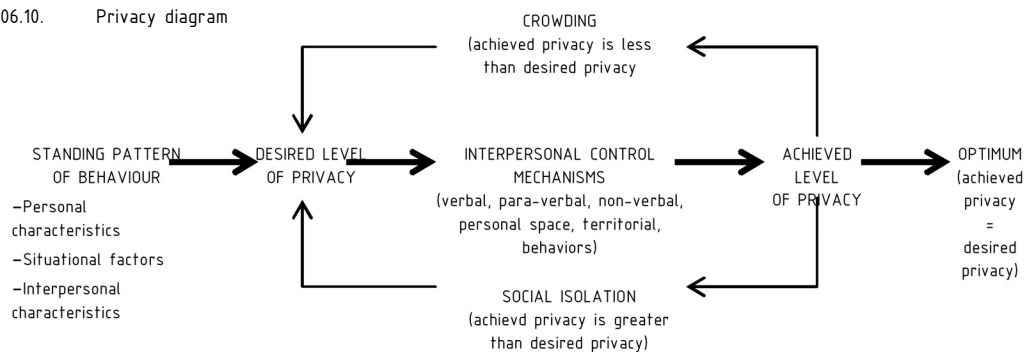 06.10. Privacy diagram
CROWDING
(achieved privacy is less
than desired privacy
STANDING PATTERN
OF BEHAVIOUR
-Personal
characteristics
-Situational factors
-Interpersonal
characteristics
DESIRED LEVEL
OF PRIVACY
INTERPERSONAL CONTROL
MECHANISMS
(verbal, para-verbal, non-verbal,
personal space, territorial,
behaviors)
ACHIEVED
LEVEL
OF PRIVACY
OPTIMUM
(achieved
privacy
=
desired
privacy)
SOCIAL ISOLATION
(achievd privacy is greater
than desired privacy)